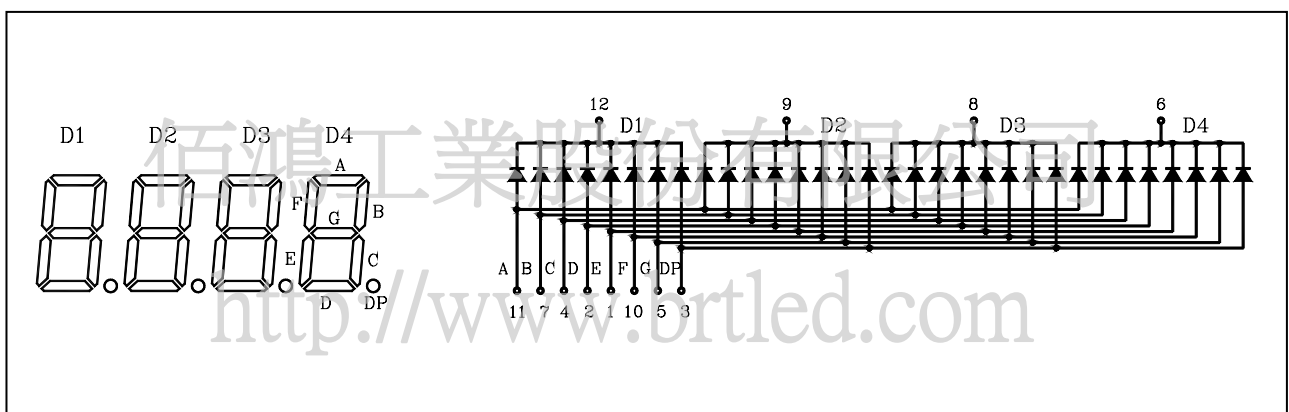 12 9 8 6
D1 D2 D3 D4
D1 D2 D3 D4
佰鴻工業股份有限公司
A
F B
G
E C
D DP
A B C D E F G DP
11 7 4 2 1 10 5 3
http://www.brtled.com